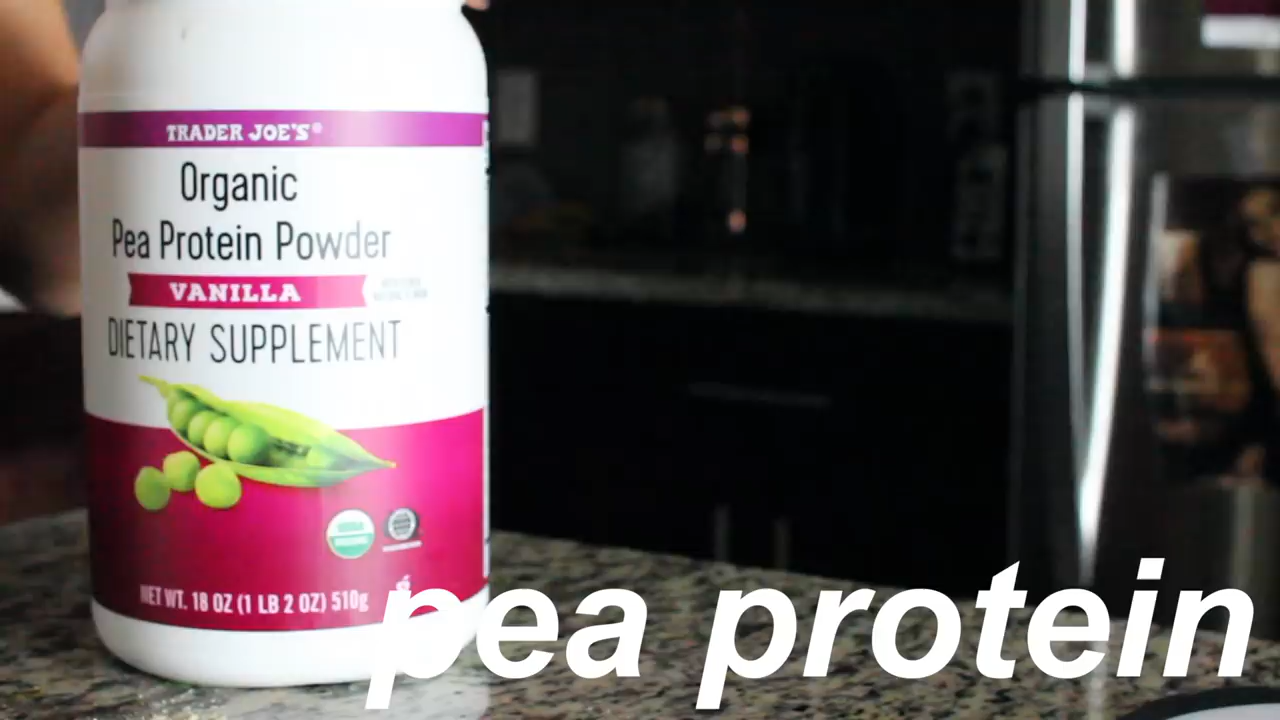 TRADER JOE'S®
Organic
Pea Protein Powder
VANILLA
DIETARY SUPPLEMENT
NET WT. 18 OZ (1 LB 2 OZ) 510g
pea protein